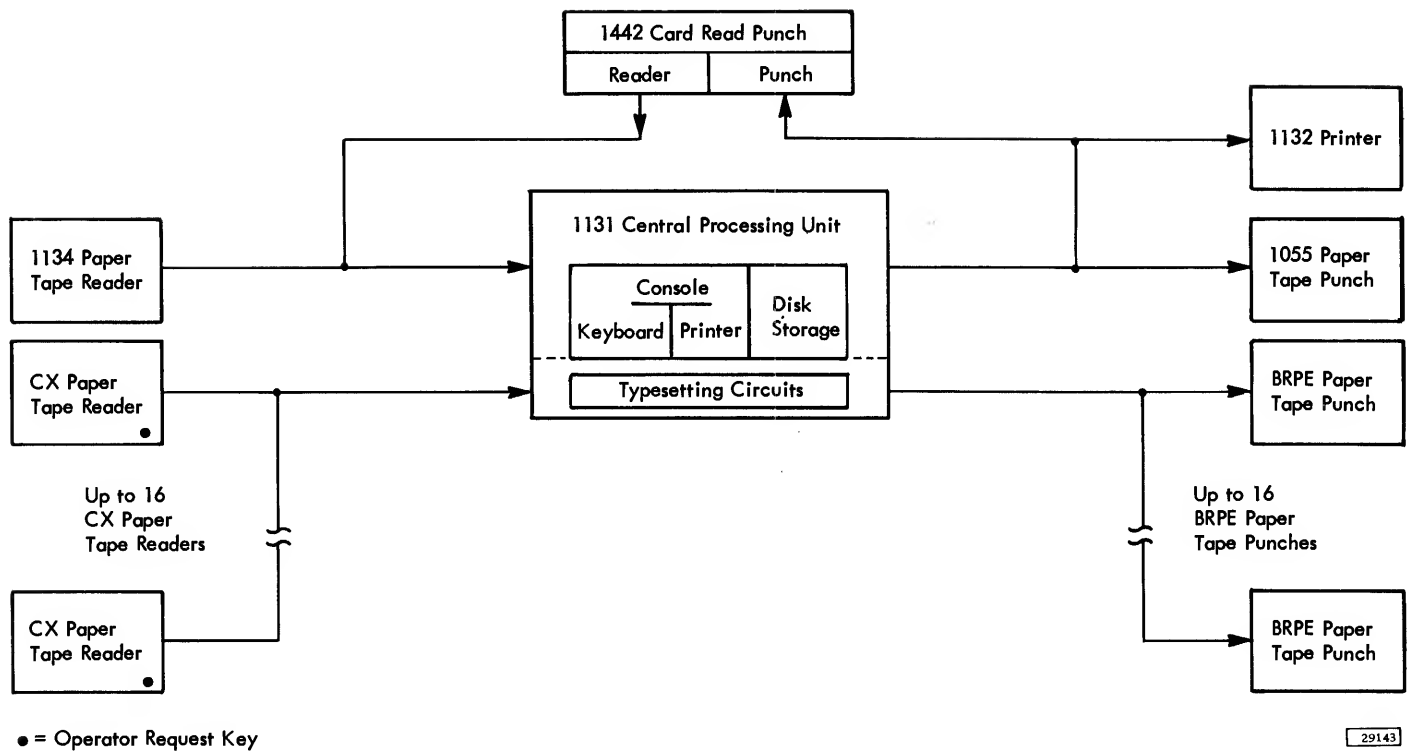 1442 Card Read Punch
Reader
Punch
1132 Printer
1131 Central Processing Unit
1134 Paper
Tape Reader
Console
Keyboard
Printer
Disk
Storage
1055 Paper
Tape Punch
CX Paper
Tape Reader
Typesetting Circuits
BRPE Paper
Tape Punch
Up to 16
CX Paper
Tape Readers
Up to 16
BRPE Paper
Tape Punches
CX Paper
Tape Reader
BRPE Paper
Tape Punch
● = Operator Request Key
29143